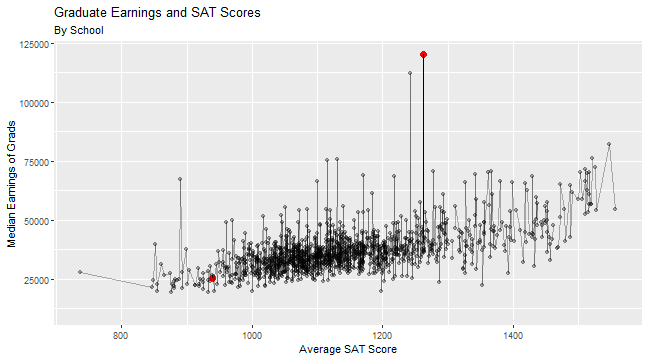 Graduate Earnings and SAT Scores
By School
125000
100000
75000
50000
25000
Median Earnings of Grads
800 1000 1200 1400
Average SAT Score